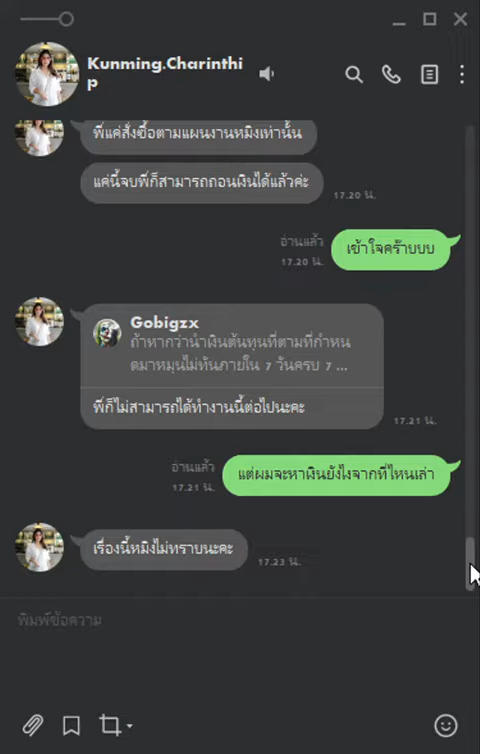 Kunming.Charinthi
p
พี่แค่สั่งซื้อตามแผนงานหมิงเท่านั้น
แค่นี้จบพี่ก็สามารถถอนเงินได้แล้วค่ะ
17.20 น.
อ่านแล้ว
17.20 น.
เข้าใจคร๊าบบบ
Gobigzx
ถ้าหากว่านำเงินต้นทุนที่ตามที่กำหน
ดมาหมุนไม่ทันภายใน 7 วันครบ 7 ...
พี่ก็ไม่สามารถได้ทำงานนี้ต่อไปนะคะ
17.21 น.
อ่านแล้ว
17.21 น.
แต่ผมจะหาเงินยังไงจากที่ไหนเล่า
เรื่องนี้หมิงไม่ทราบนะคะ
17.23 น.
พิมพ์ข้อความ